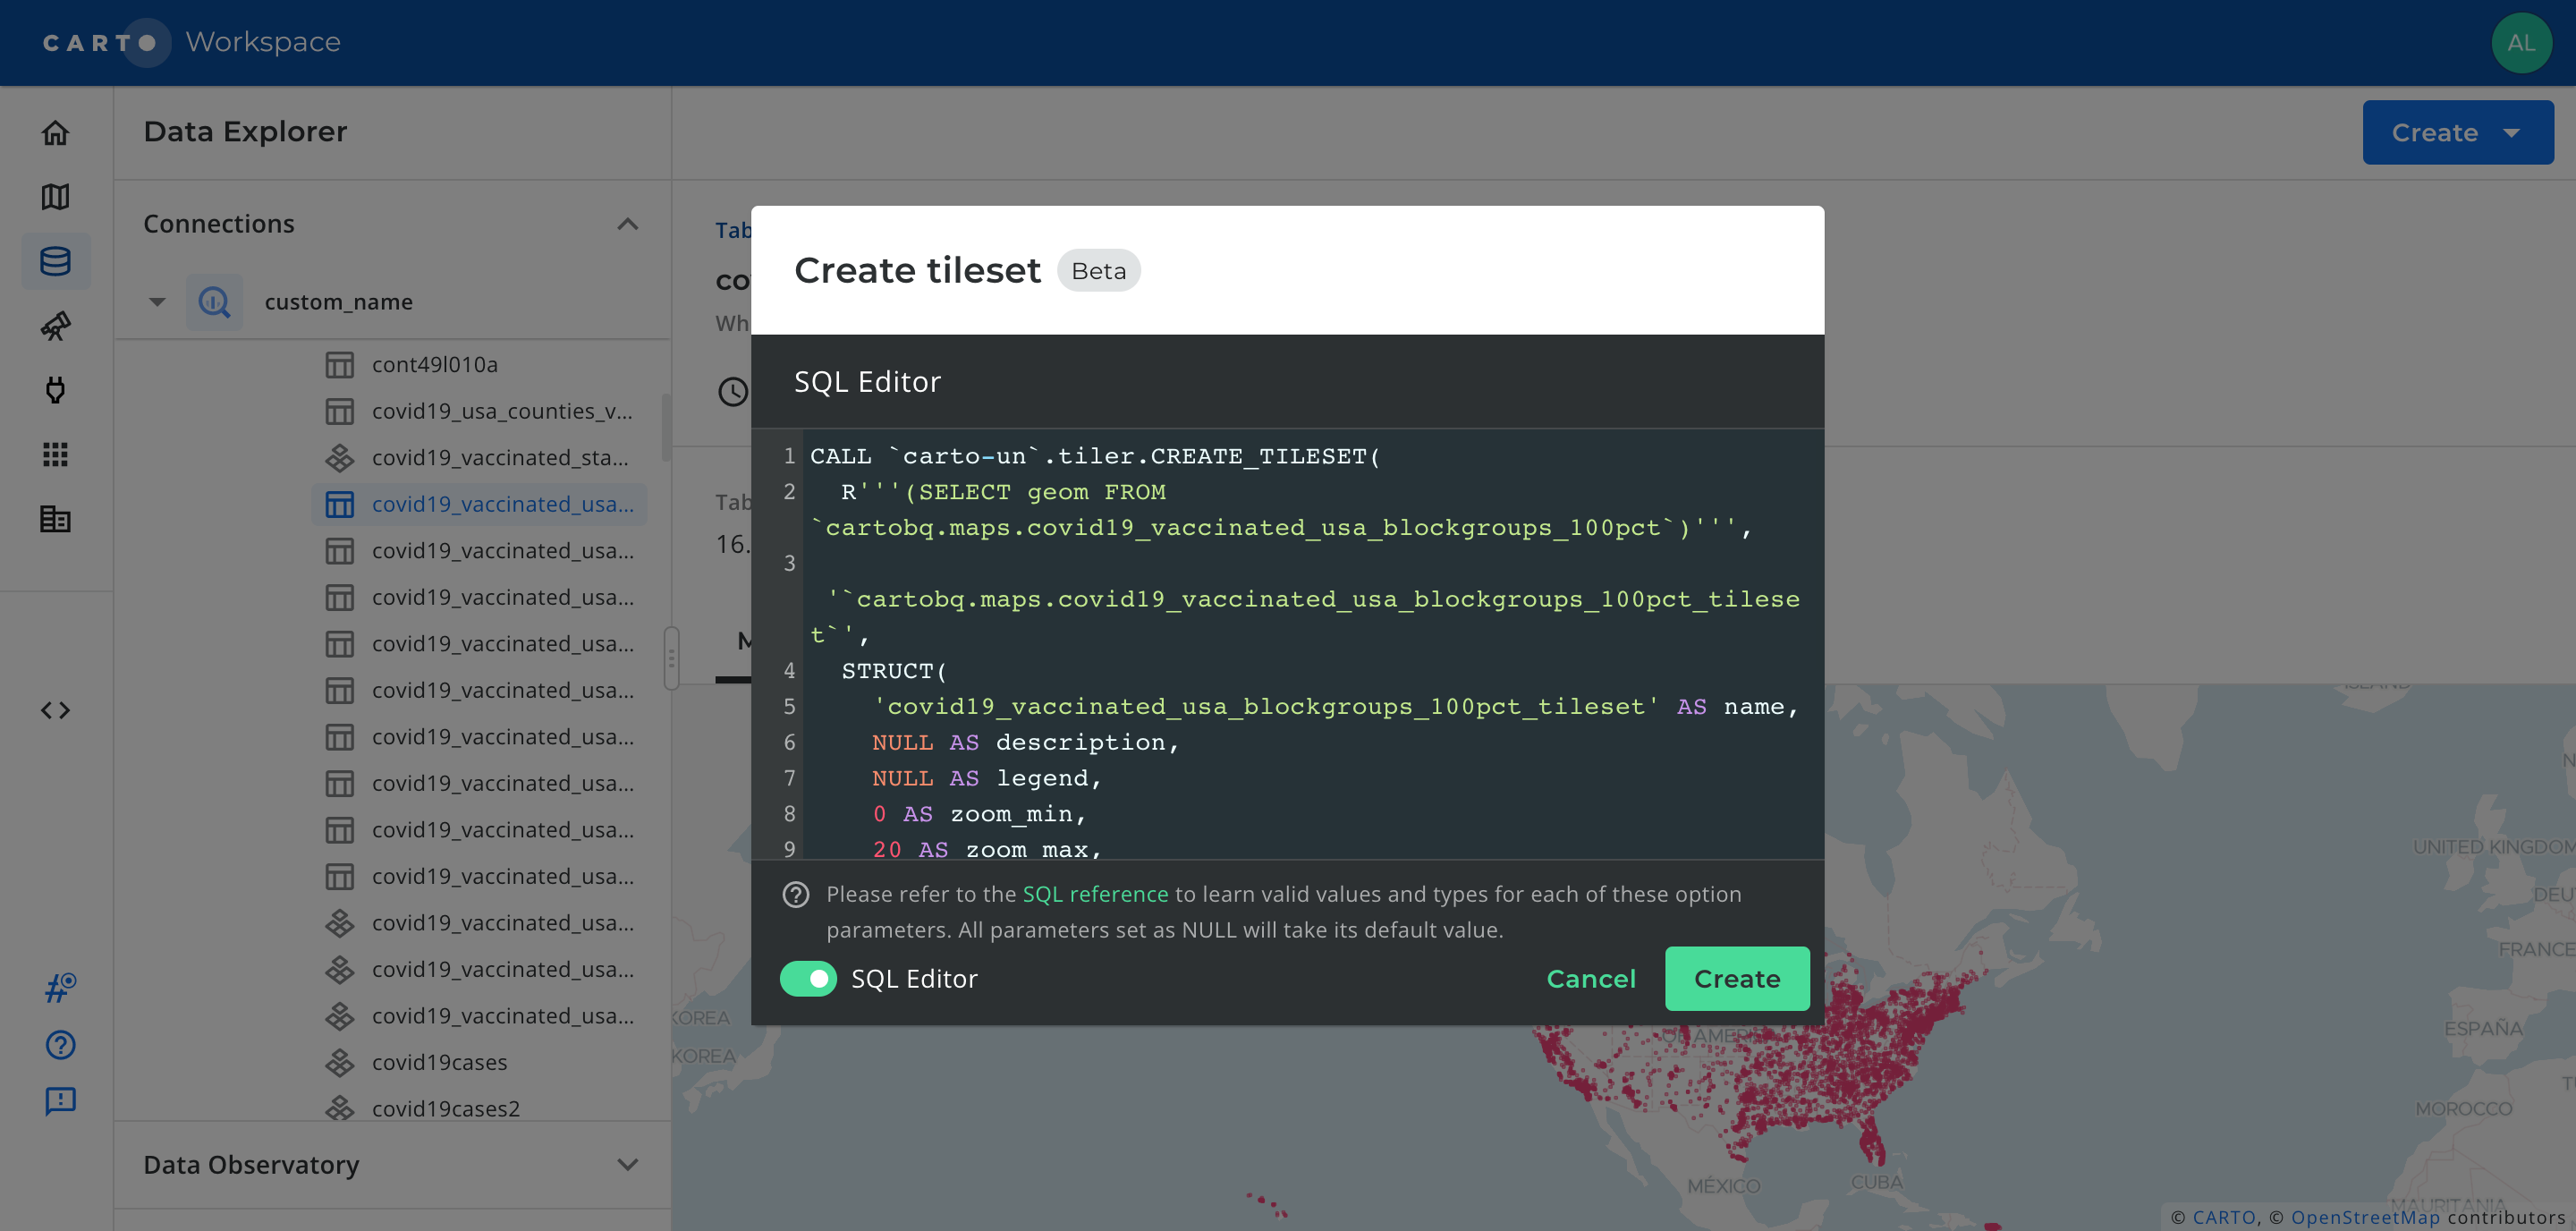 CARTO Workspace
AL
Data Explorer
Create
Connections
custom_name
cont49l010a
covid19_usa_counties_v...
covid19_vaccinated_sta...
covid19_vaccinated_usa...
covid19_vaccinated_usa...
covid19_vaccinated_usa...
covid19_vaccinated_usa...
covid19_vaccinated_usa...
covid19_vaccinated_usa...
covid19_vaccinated_usa...
covid19_vaccinated_usa...
covid19_vaccinated_usa...
covid19_vaccinated_usa...
covid19_vaccinated_usa...
covid19_vaccinated_usa...
covid19cases
covid19cases2
Data Observatory
Tab
co
Wh
Tab
16.
M
Create tileset Beta
SQL Editor
1 CALL `carto-un`.tiler.CREATE_TILESET(
2 R'''(SELECT geom FROM
`cartobq.maps.covid19_vaccinated_usa_blockgroups_100pct`)''',
3
'`cartobq.maps.covid19_vaccinated_usa_blockgroups_100pct_tilese
t`',
4 STRUCT(
5 'covid19_vaccinated_usa_blockgroups_100pct_tileset' AS name,
6 NULL AS description,
7 NULL AS legend,
8 0 AS zoom_min,
9 20 AS zoom_max,
Please refer to the SQL reference to learn valid values and types for each of these option
parameters. All parameters set as NULL will take its default value.
SQL Editor
Cancel
Create
UNITED KINGDOM
DEU
FRANCE
ESPAÑA
KOREA
KOREA
OF AMERI
MOROCCO
MÉXICO
CUBA
MAURITANIA
© CARTO, © OpenStreetMap contributors